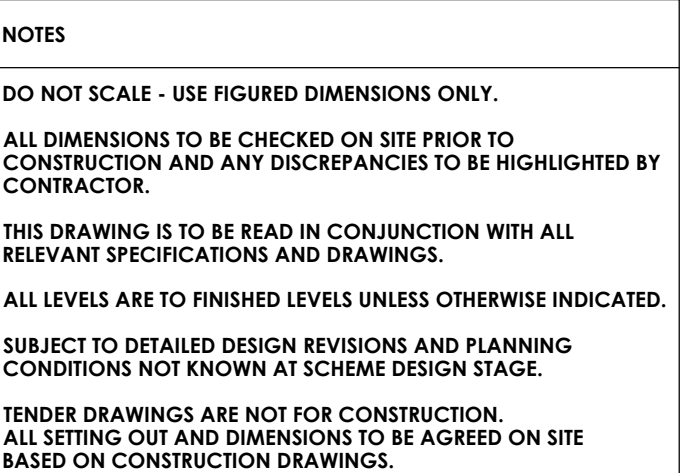 NOTES
DO NOT SCALE - USE FIGURED DIMENSIONS ONLY.
ALL DIMENSIONS TO BE CHECKED ON SITE PRIOR TO
CONSTRUCTION AND ANY DISCREPANCIES TO BE HIGHLIGHTED BY
CONTRACTOR.
THIS DRAWING IS TO BE READ IN CONJUNCTION WITH ALL
RELEVANT SPECIFICATIONS AND DRAWINGS.
ALL LEVELS ARE TO FINISHED LEVELS UNLESS OTHERWISE INDICATED.
SUBJECT TO DETAILED DESIGN REVISIONS AND PLANNING
CONDITIONS NOT KNOWN AT SCHEME DESIGN STAGE.
TENDER DRAWINGS ARE NOT FOR CONSTRUCTION.
ALL SETTING OUT AND DIMENSIONS TO BE AGREED ON SITE
BASED ON CONSTRUCTION DRAWINGS.